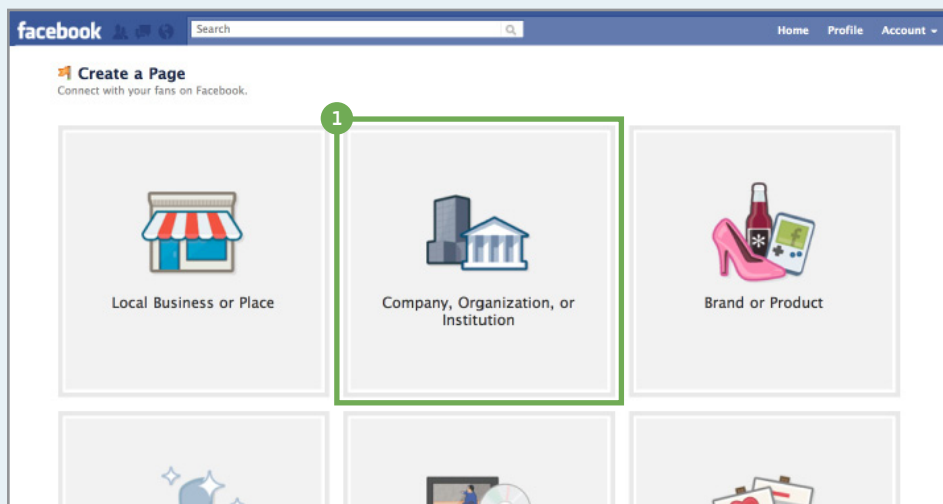 facebook
Search
Home Profile Account
Create a Page
Connect with your fans on Facebook.
1
Local Business or Place
Company, Organization, or
Institution
Brand or Product
f